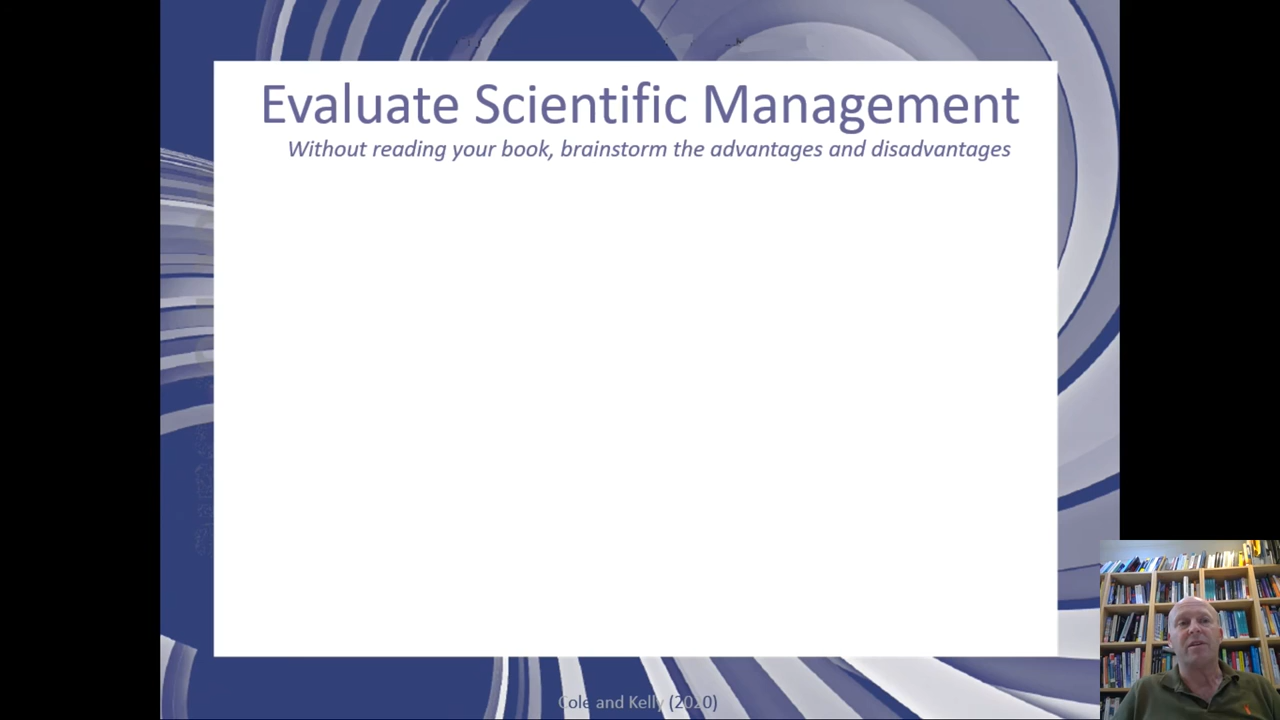 Evaluate Scientific Management
Without reading your book, brainstorm the advantages and disadvantages
Cole and Kelly (2020)